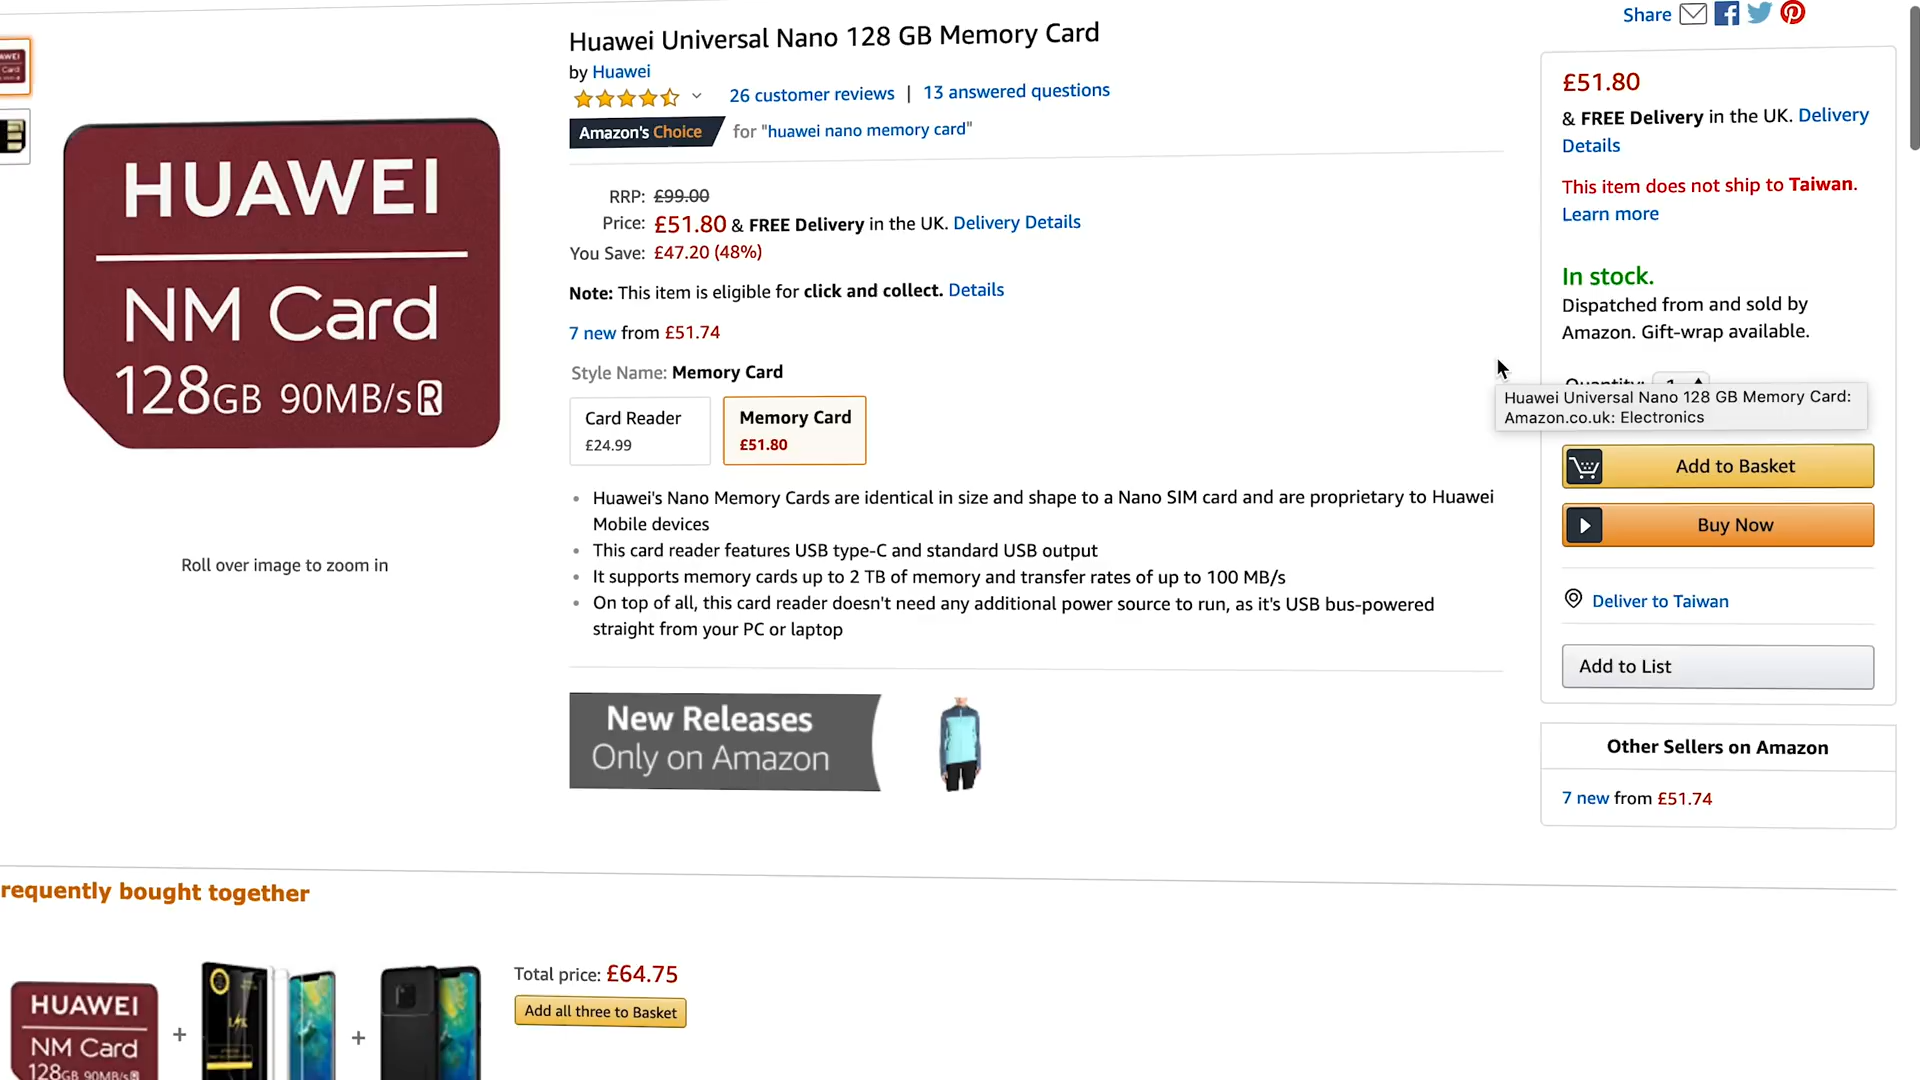 Share
Huawei Universal Nano 128 GB Memory Card
by Huawei
26 customer reviews | 13 answered questions
Amazon's Choice for "huawei nano memory card"
RRP: £99.00
Price: £51.80 & FREE Delivery in the UK. Delivery Details
You Save: £47.20 (48%)
Note: This item is eligible for click and collect. Details
7 new from £51.74
Style Name: Memory Card
Card Reader
£24.99
Memory Card
£51.80
• Huawei's Nano Memory Cards are identical in size and shape to a Nano SIM card and are proprietary to Huawei
Mobile devices
• This card reader features USB type-C and standard USB output
• It supports memory cards up to 2 TB of memory and transfer rates of up to 100 MB/s
• On top of all, this card reader doesn't need any additional power source to run, as it's USB bus-powered
straight from your PC or laptop
HUAWEI
NM Card
128GB 90MB/s R
Roll over image to zoom in
New Releases
Only on Amazon
£51.80
& FREE Delivery in the UK. Delivery
Details
This item does not ship to Taiwan.
Learn more
In stock.
Dispatched from and sold by
Amazon. Gift-wrap available.
Quantity: 1
Huawei Universal Nano 128 GB Memory Card:
Amazon.co.uk: Electronics
Add to Basket
Buy Now
Deliver to Taiwan
Add to List
Other Sellers on Amazon
7 new from £51.74
requently bought together
HUAWEI
NM Card
128GB 90MB/s R
+
+
Total price: £64.75
Add all three to Basket